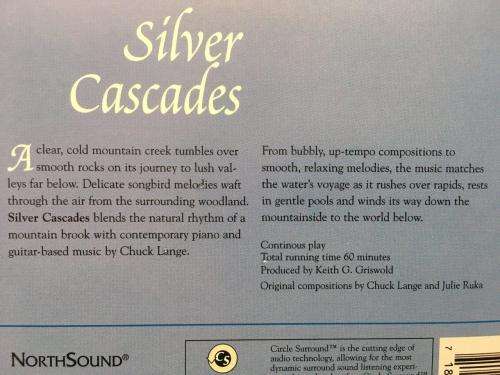 Silver
Cascades
A clear, cold mountain creek tumbles over
smooth rocks on its journey to lush val-
leys far below. Delicate songbird melodies waft
through the air from the surrounding woodland.
Silver Cascades blends the natural rhythm of a
mountain brook with contemporary piano and
guitar-based music by Chuck Lange.
From bubbly, up-tempo compositions to
smooth, relaxing melodies, the music matches
the water's voyage as it rushes over rapids, rests
in gentle pools and winds its way down the
mountainside to the world below.
Continous play
Total running time 60 minutes
Produced by Keith G. Griswold
Original compositions by Chuck Lange and Julie Ruka
NORTHSOUND®
CS
Circle Surround™ is the cutting edge of
audio technology, allowing for the most
dynamic surround sound listening experi-
7 18